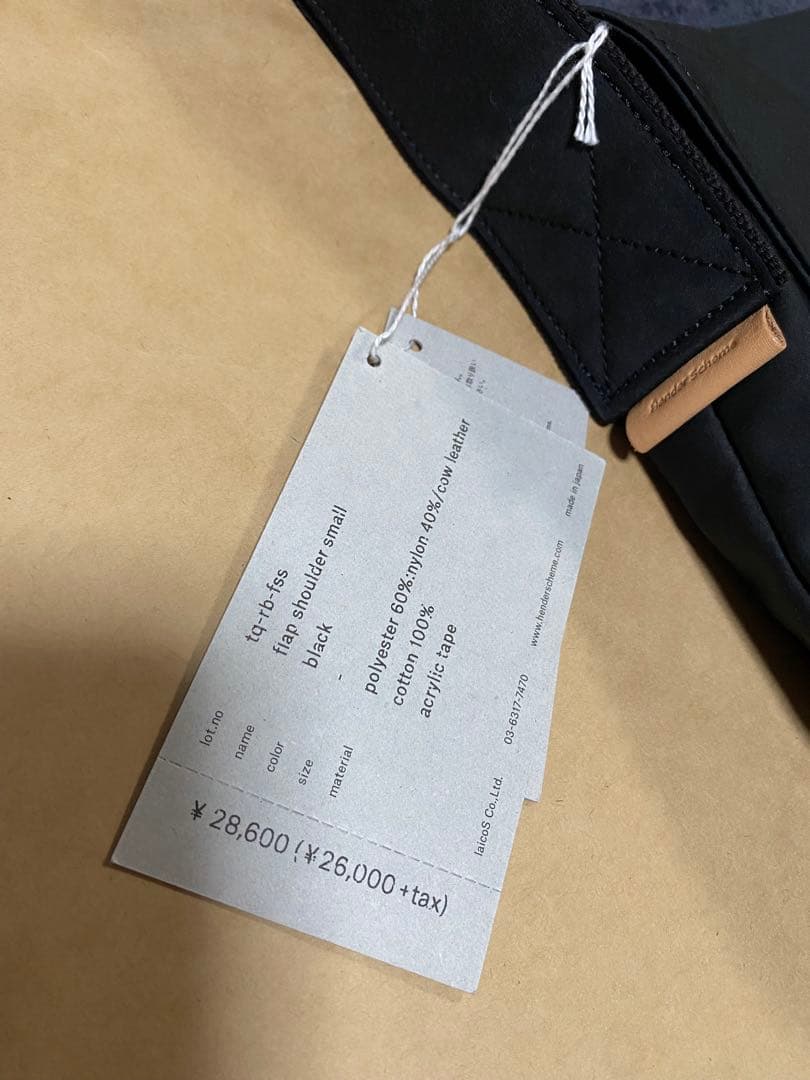 Hender Scheme
lot.no tq-rb-fss
name flap shoulder small
color black
size -
material polyester 60%:nylon 40%/cow leather
cotton 100%
acrylic tape
laicoS Co.,Ltd. 03-6317-7470 www.henderscheme.com made in japan
¥ 28,600 (¥26,000 +tax)